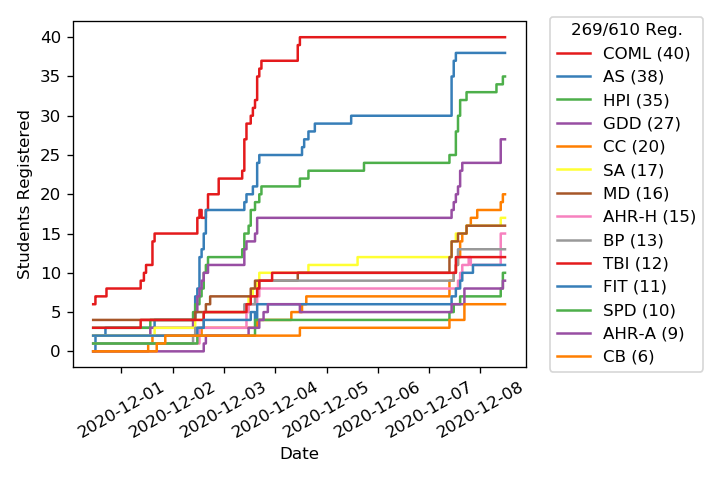 40
35
30
25
20
15
10
5
0
Students Registered
2020-12-01
2020-12-02
2020-12-03
2020-12-04
2020-12-05
2020-12-06
2020-12-07
2020-12-08
Date
269/610 Reg.
COML (40)
AS (38)
HPI (35)
GDD (27)
CC (20)
SA (17)
MD (16)
AHR-H (15)
BP (13)
TBI (12)
FIT (11)
SPD (10)
AHR-A (9)
CB (6)